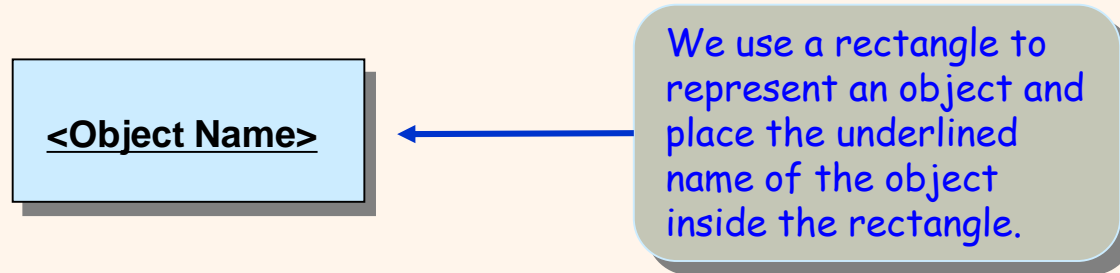 <Object Name>
We use a rectangle to
represent an object and
place the underlined
name of the object
inside the rectangle.